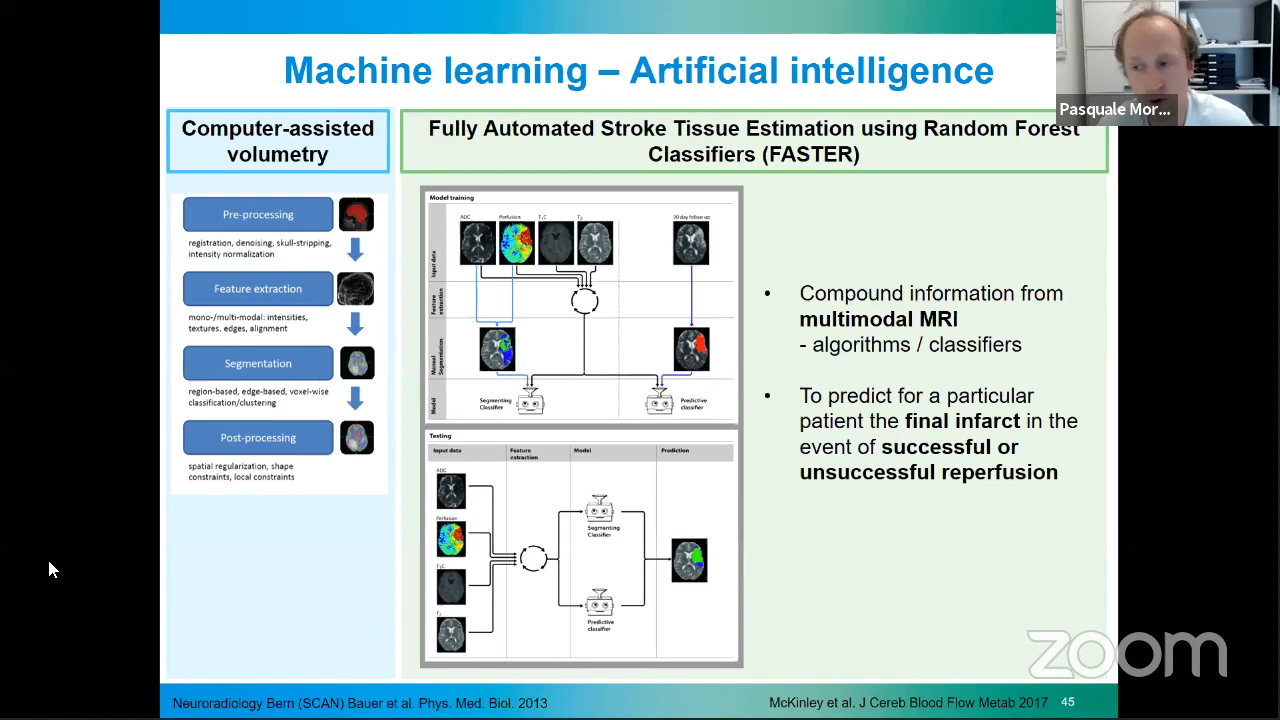 Machine learning – Artificial intelligence
Pasquale Mor...
Computer-assisted
volumetry
Pre-processing
registration, denoising, skull-stripping,
intensity normalization
Feature extraction
mono-/multi-modal: intensities,
textures, edges, alignment
Segmentation
region-based, edge-based, voxel-wise
classification/clustering
Post-processing
spatial regularization, shape
constraints, local constraints
Fully Automated Stroke Tissue Estimation using Random Forest
Classifiers (FASTER)
Model training
ADC Perfusion T1C T2 90 day follow up
Input data
Feature
extraction
Manual
Segmentation
Model
Segmenting
Classifier
Predictive
classifier
Testing
Input data Feature
extraction Model Prediction
ADC
Perfusion
T1C
T2
Segmenting
Classifier
Predictive
classifier
• Compound information from
multimodal MRI
- algorithms / classifiers
• To predict for a particular
patient the final infarct in the
event of successful or
unsuccessful reperfusion
zoom
Neuroradiology Bern (SCAN) Bauer et al. Phys. Med. Biol. 2013
McKinley et al. J Cereb Blood Flow Metab 2017 45